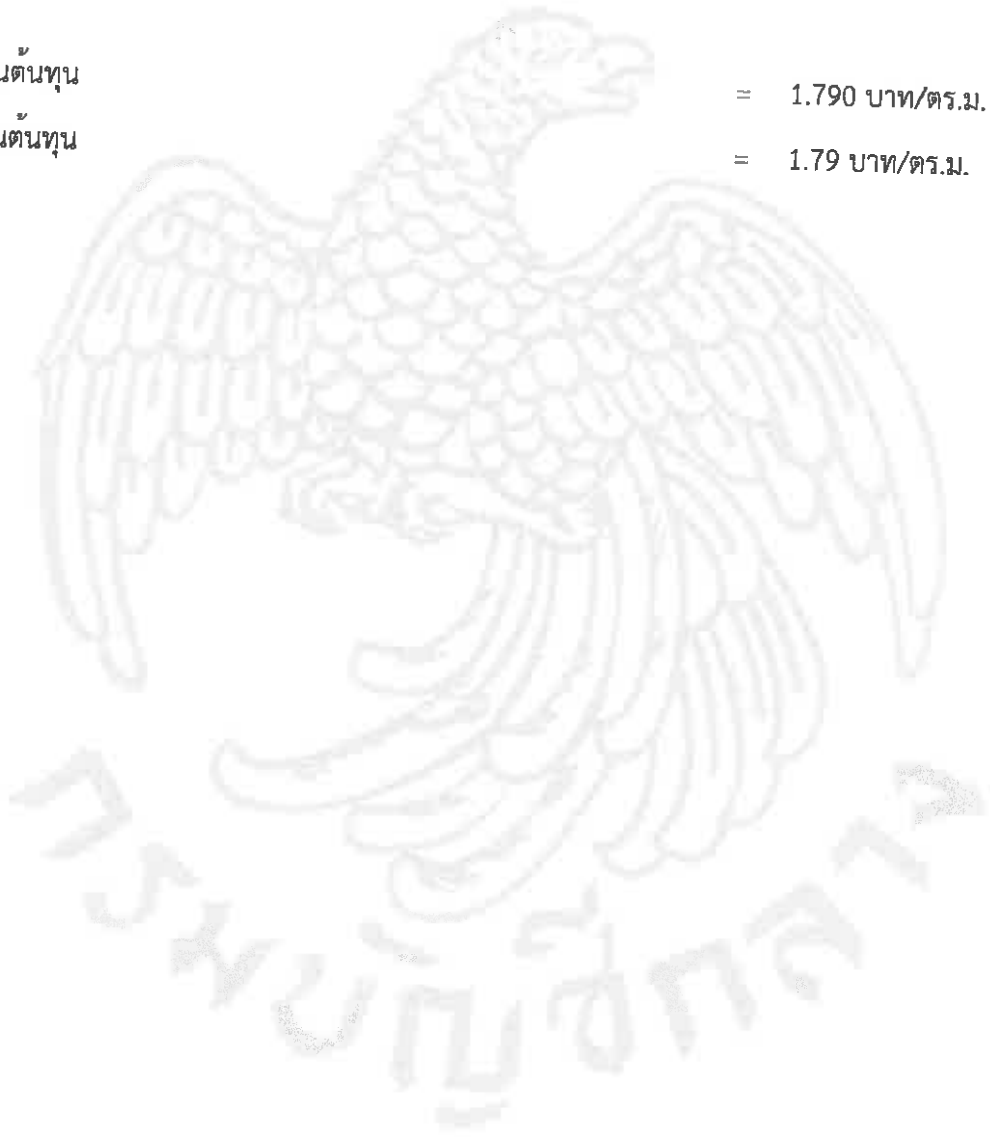 นต้นทุน = 1.790 บาท/ตร.ม.
นต้นทุน = 1.79 บาท/ตร.ม.
กรมบัญชีกลาง